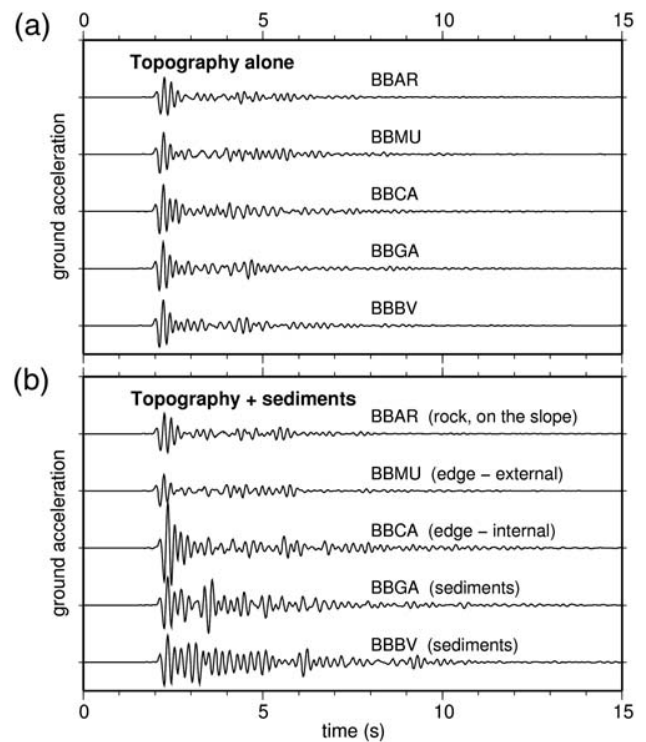 (a)
0 5 10 15
Topography alone
BBAR
BBMU
BBCA
BBGA
BBBV
ground acceleration
(b)
Topography + sediments
BBAR (rock, on the slope)
BBMU (edge − external)
BBCA (edge − internal)
BBGA (sediments)
BBBV (sediments)
ground acceleration
0 5 10 15
time (s)